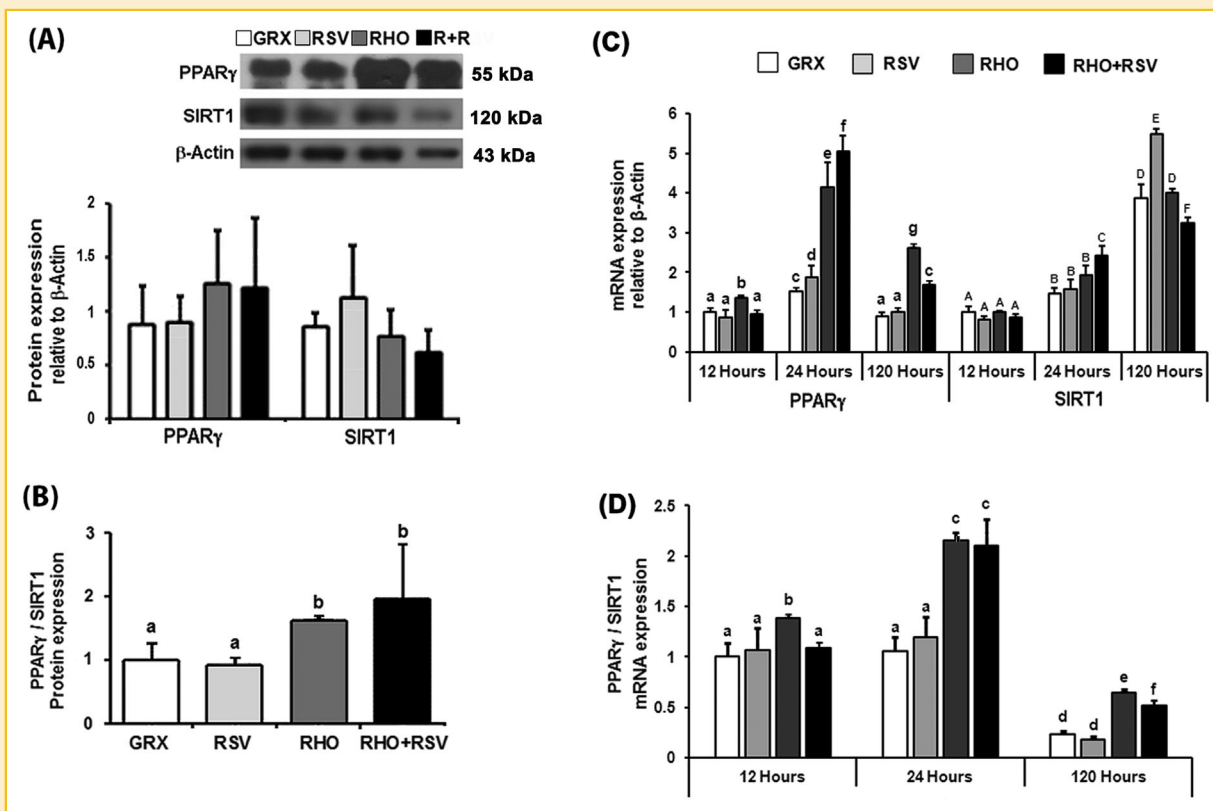 (A)
GRX RSV RHO R+R
PPARγ 55 kDa
SIRT1 120 kDa
β-Actin 43 kDa
Protein expression
relative to β-Actin
2
1.5
1
0.5
0
PPARγ SIRT1
(B)
PPARγ / SIRT1
Protein expression
3
2
1
0
a a b b
GRX RSV RHO RHO+RSV
(C)
GRX RSV RHO RHO+RSV
mRNA expression
relative to β-Actin
6
5
4
3
2
1
0
a a b a c d e f a a g c A A A A B B B C D E D F
12 Hours 24 Hours 120 Hours 12 Hours 24 Hours 120 Hours
PPARγ SIRT1
(D)
PPARγ / SIRT1
mRNA expression
2.5
2
1.5
1
0.5
0
a a b a a a c c d d e f
12 Hours 24 Hours 120 Hours